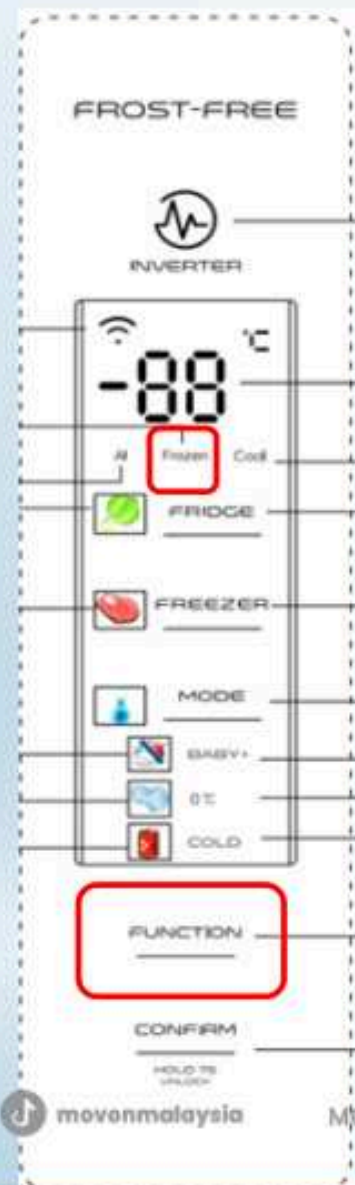 FROST-FREE
INVERTER
°C
-88
AI Frozen Cool
FRIDGE
FREEZER
MODE
BABY+
0℃
COLD
FUNCTION
CONFIRM
HOLD TO
UNLOCK
movonmalaysia